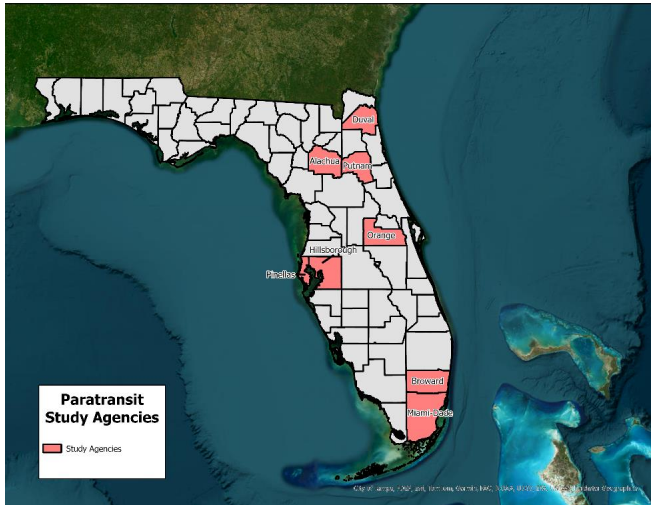 Duval
Alachua
Putnam
Orange
Hillsborough
Pinellas
Broward
Miami-Dade
Paratransit
Study Agencies
Study Agencies